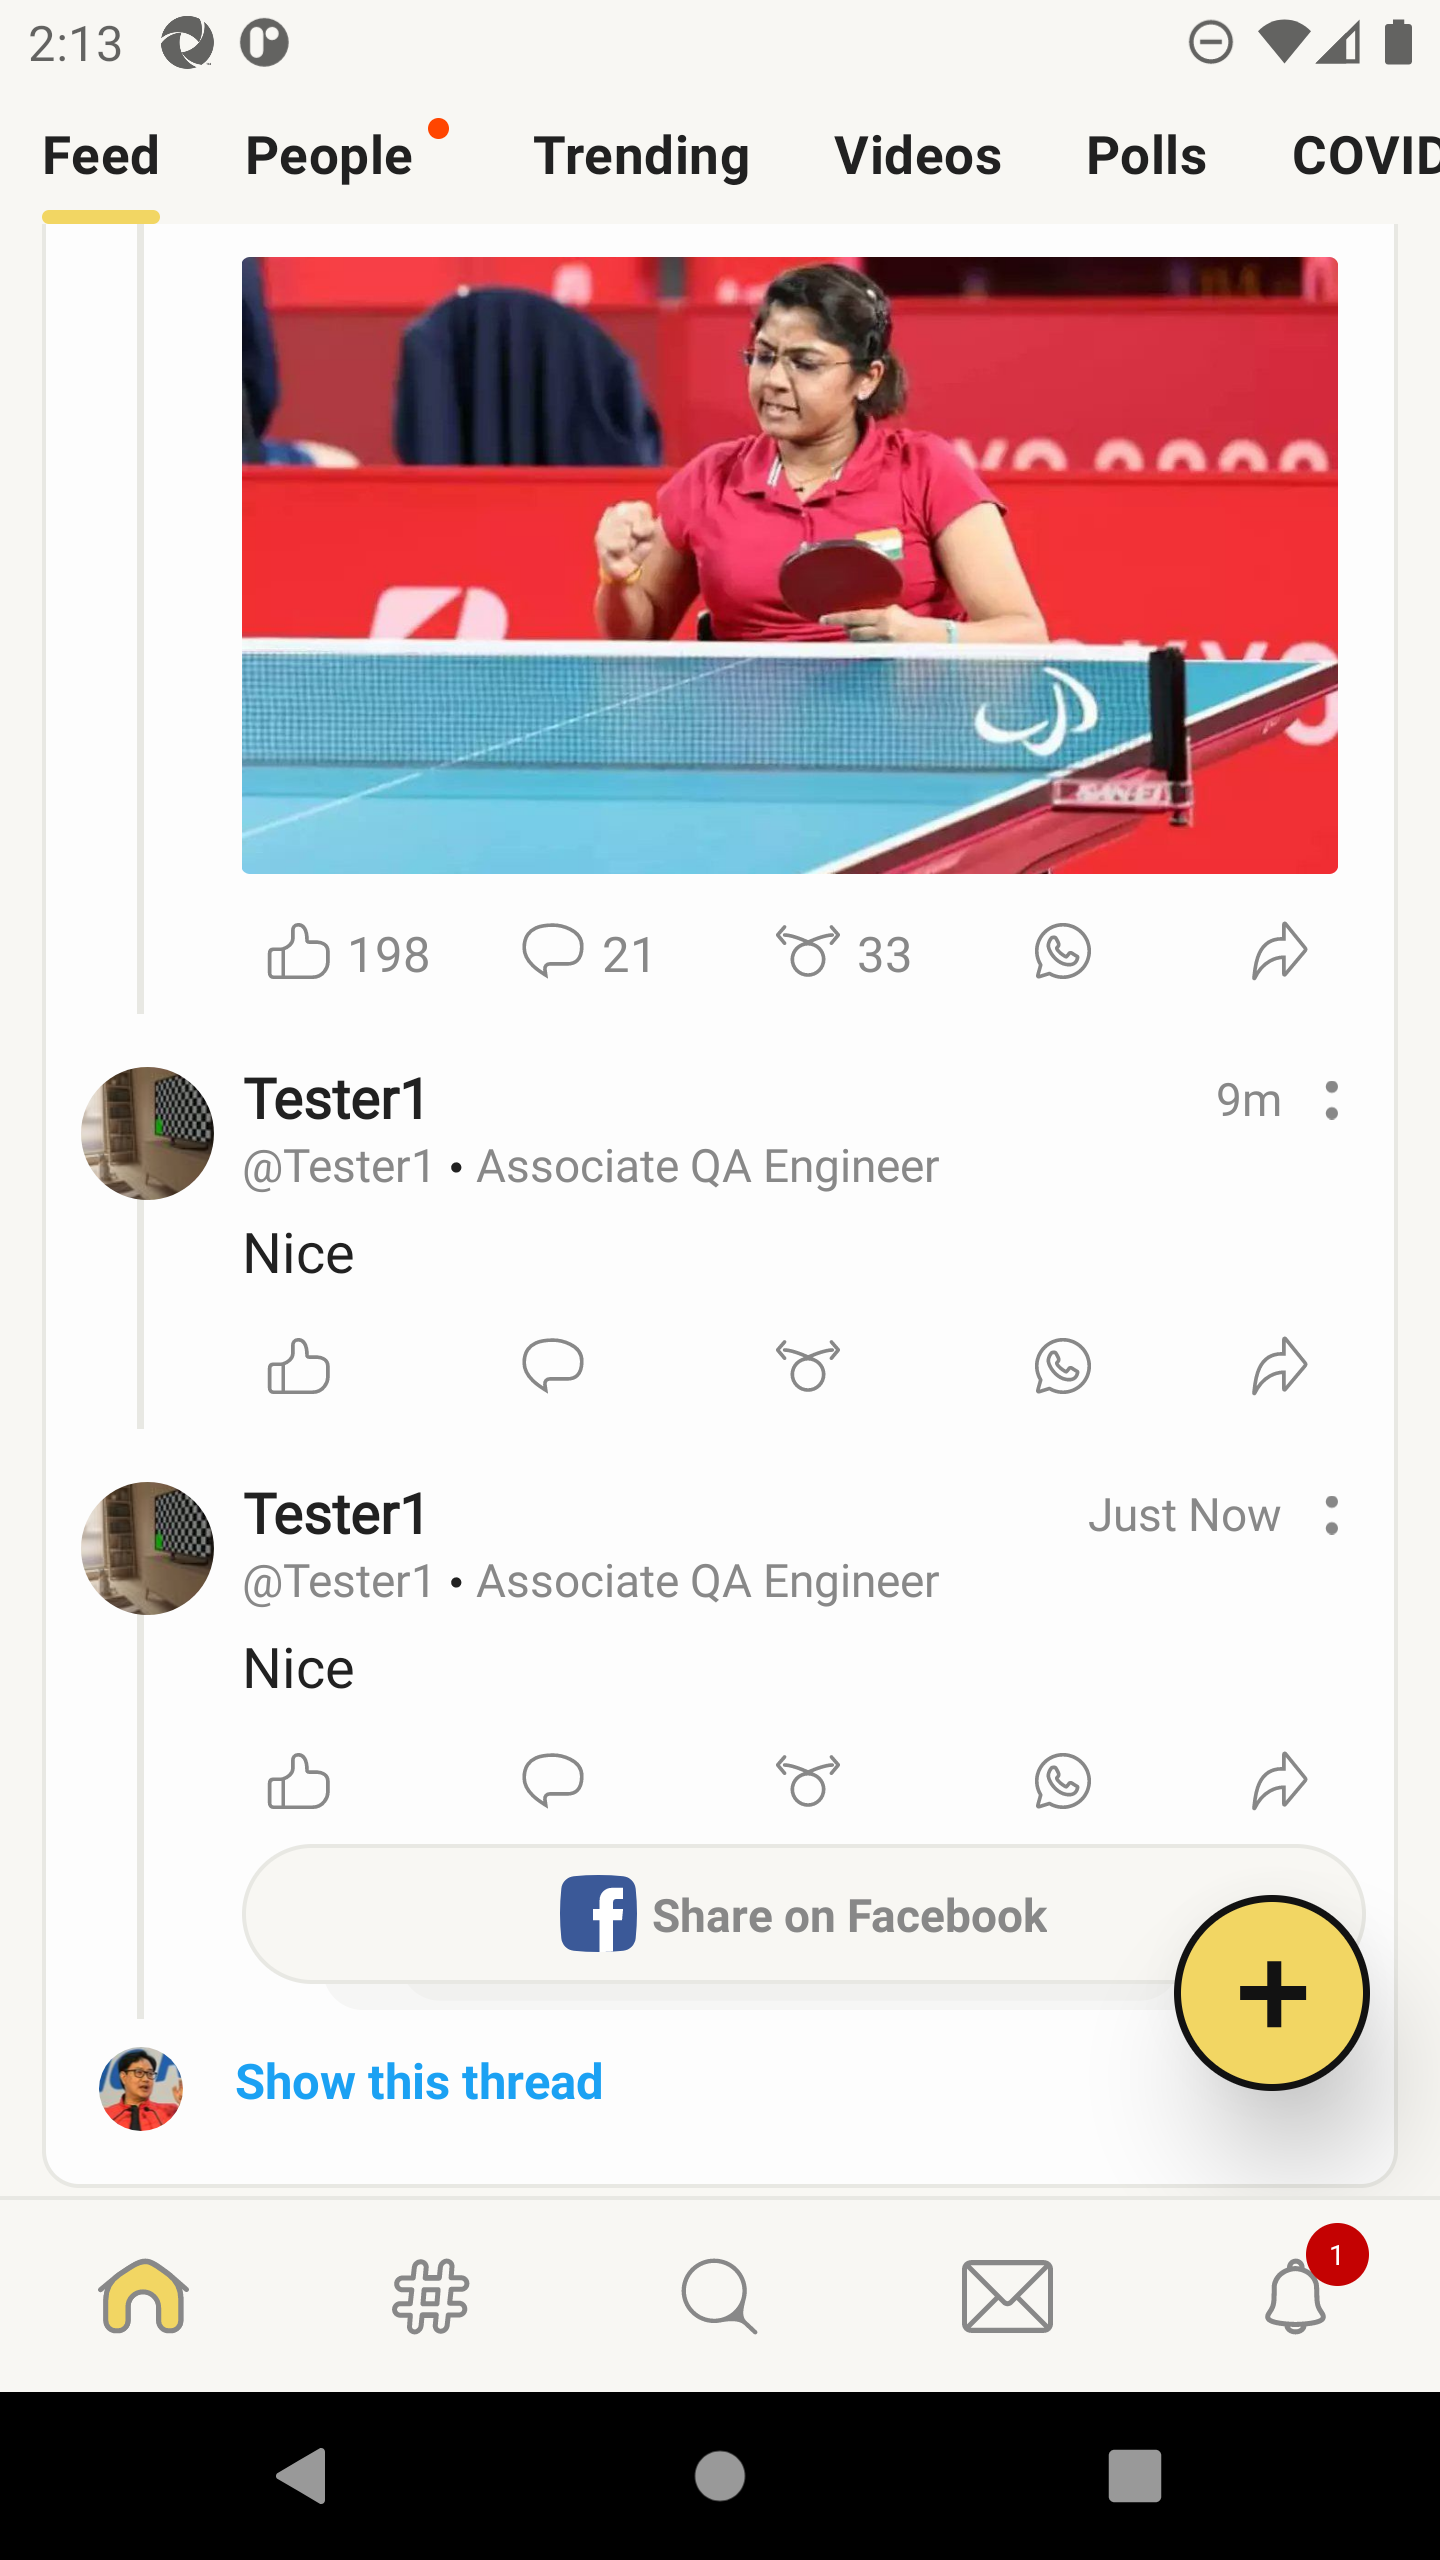 2:13
Feed People Trending Videos Polls COVID
198 21 33
Tester1 9m
@Tester1 • Associate QA Engineer
Nice
Tester1 Just Now
@Tester1 • Associate QA Engineer
Nice
Share on Facebook
+
Show this thread
1